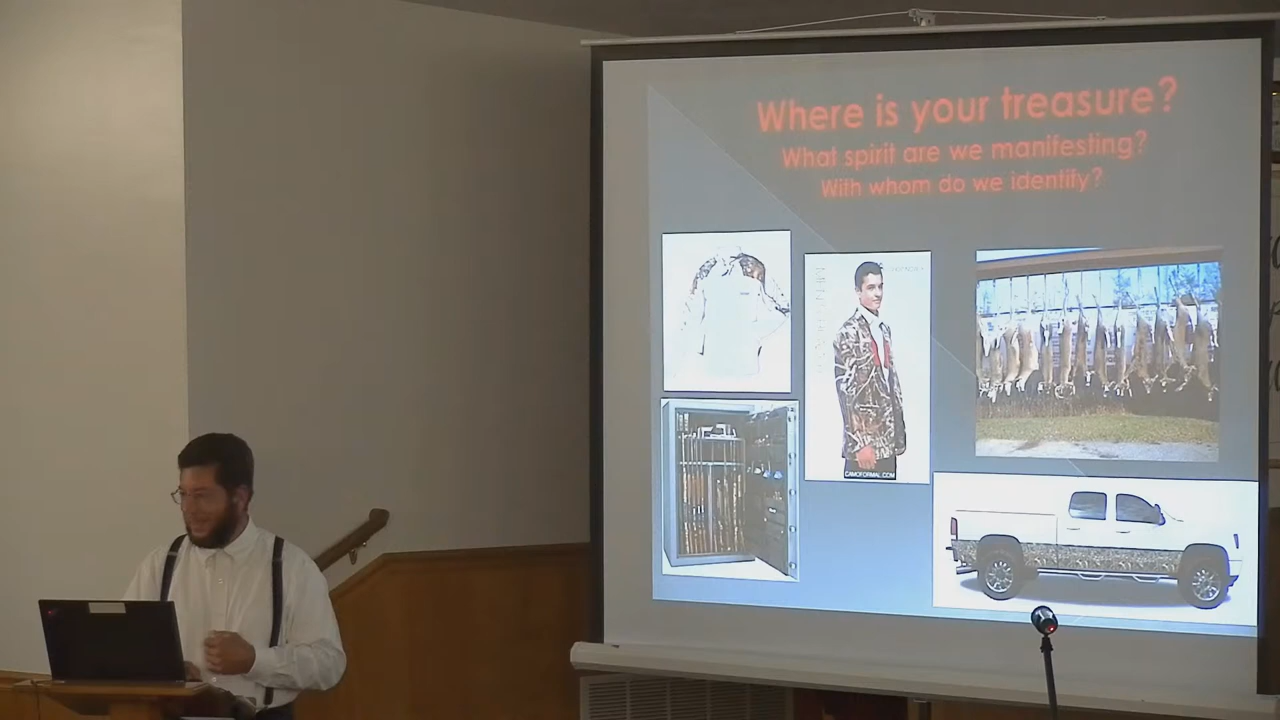 Where is your treasure?
What spirit are we manifesting?
With whom do we identify?
CAMOFORMAL.COM